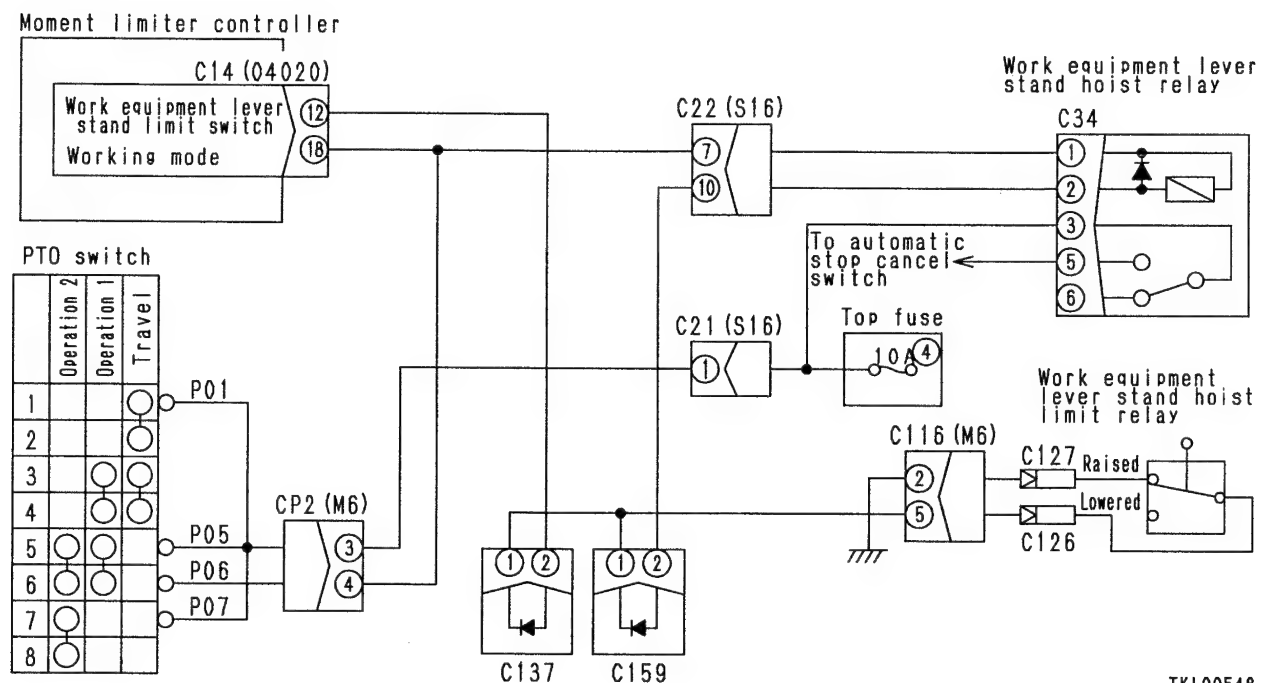 Moment limiter controller
C14 (04020)
Work equipment lever
stand limit switch
Working mode
12
18
C22 (S16)
7
10
Work equipment lever
stand hoist relay
C34
1
2
3
5
6
To automatic
stop cancel
switch
PTO switch
Operation 2
Operation 1
Travel
1
2
3
4
5
6
7
8
P01
P05
P06
P07
CP2 (M6)
3
4
C21 (S16)
1
Top fuse
10A
4
Work equipment
lever stand hoist
limit relay
C116 (M6)
2
5
C127
Raised
Lowered
C126
1
2
C137
1
2
C159
TKL00548